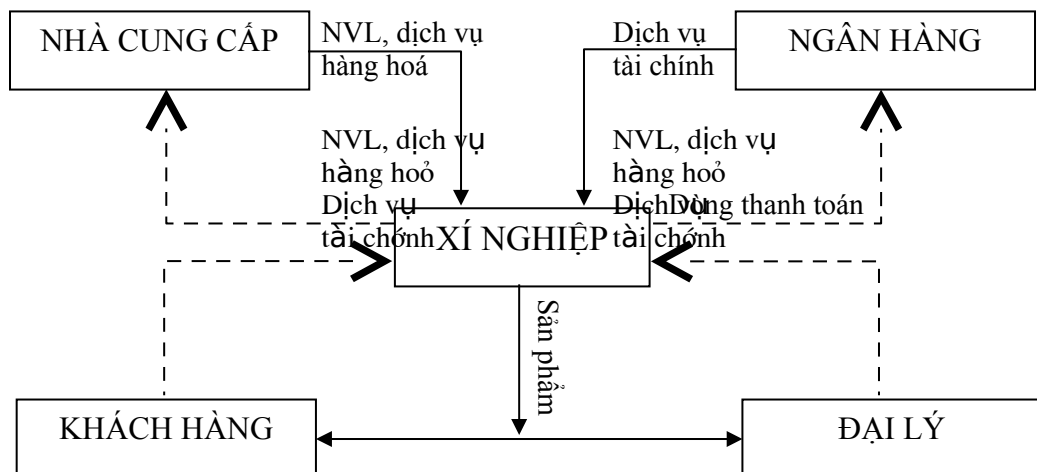 NHÀ CUNG CẤP
NVL, dịch vụ
hàng hoá
Dịch vụ
tài chính
NGÂN HÀNG
NVL, dịch vụ
hàng hoỏ
Dịch vụ
tài chớnh
NVL, dịch vụ
hàng hoỏ
Dịch vụ
tài chớnh
Dòng thanh toán
XÍ NGHIỆP
Sản phẩm
KHÁCH HÀNG
ĐẠI LÝ